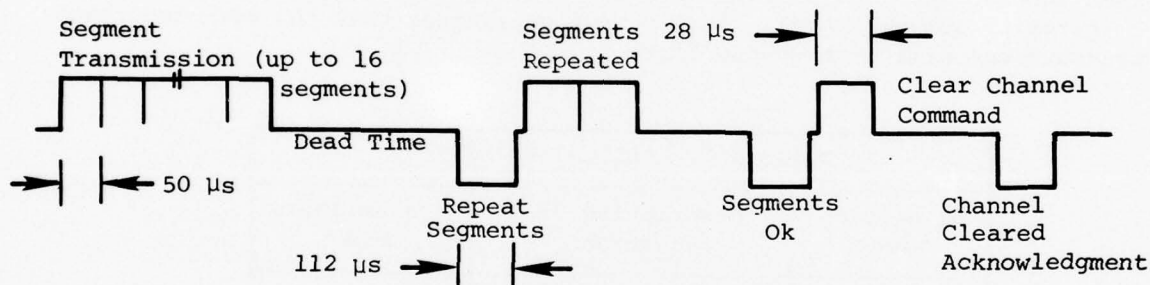 Segment
Transmission (up to 16
segments)
Segments
Repeated
28 μs
Clear Channel
Command
Dead Time
50 μs
Repeat
Segments
Segments
Ok
Channel
Cleared
Acknowledgment
112 μs